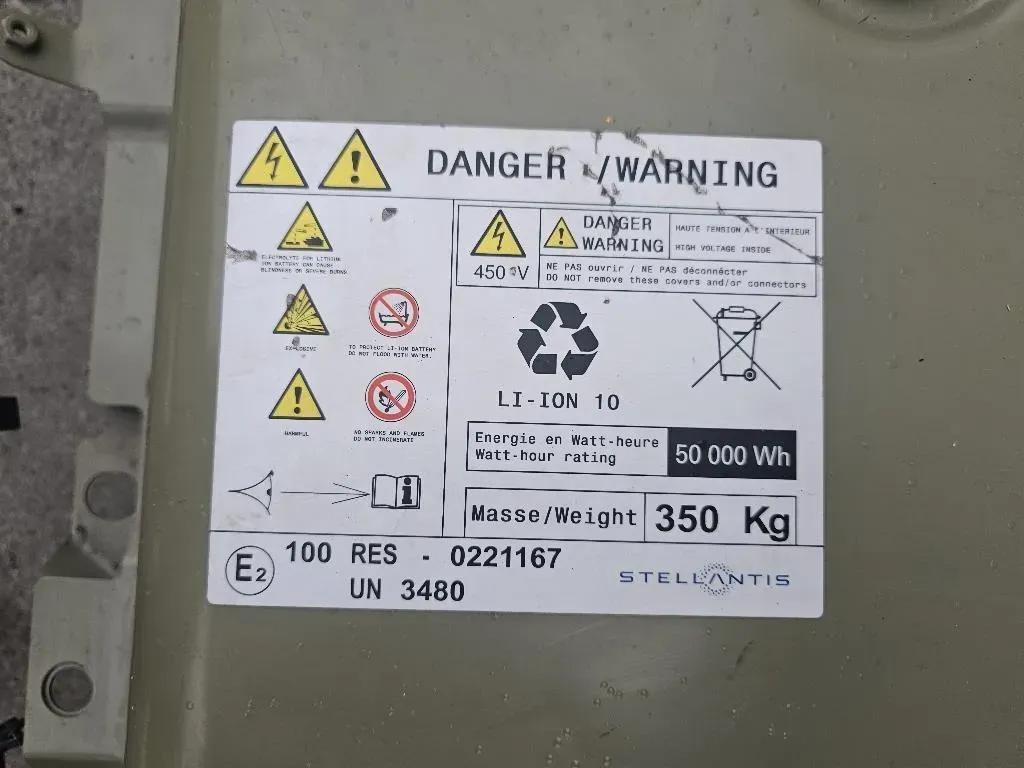 DANGER /WARNING
ELECTROLYTE FOR LITHIUM
ION BATTERY CAN CAUSE
BLINDNESS OR SEVERE BURNS
EXPLOSIVE
TO PROTECT LI-ION BATTERY
DO NOT FLOOD WITH WATER.
HARMFUL
NO SPARKS AND FLAMES
DO NOT INCINERATE
450 V
DANGER
WARNING
HAUTE TENSION A L'INTERIEUR
HIGH VOLTAGE INSIDE
NE PAS ouvrir / NE PAS déconnécter
DO NOT remove these covers and/or connectors
LI-ION 10
Energie en Watt-heure
Watt-hour rating
50 000 Wh
Masse/Weight
350 Kg
E2
100 RES - 0221167
UN 3480
STELLANTIS